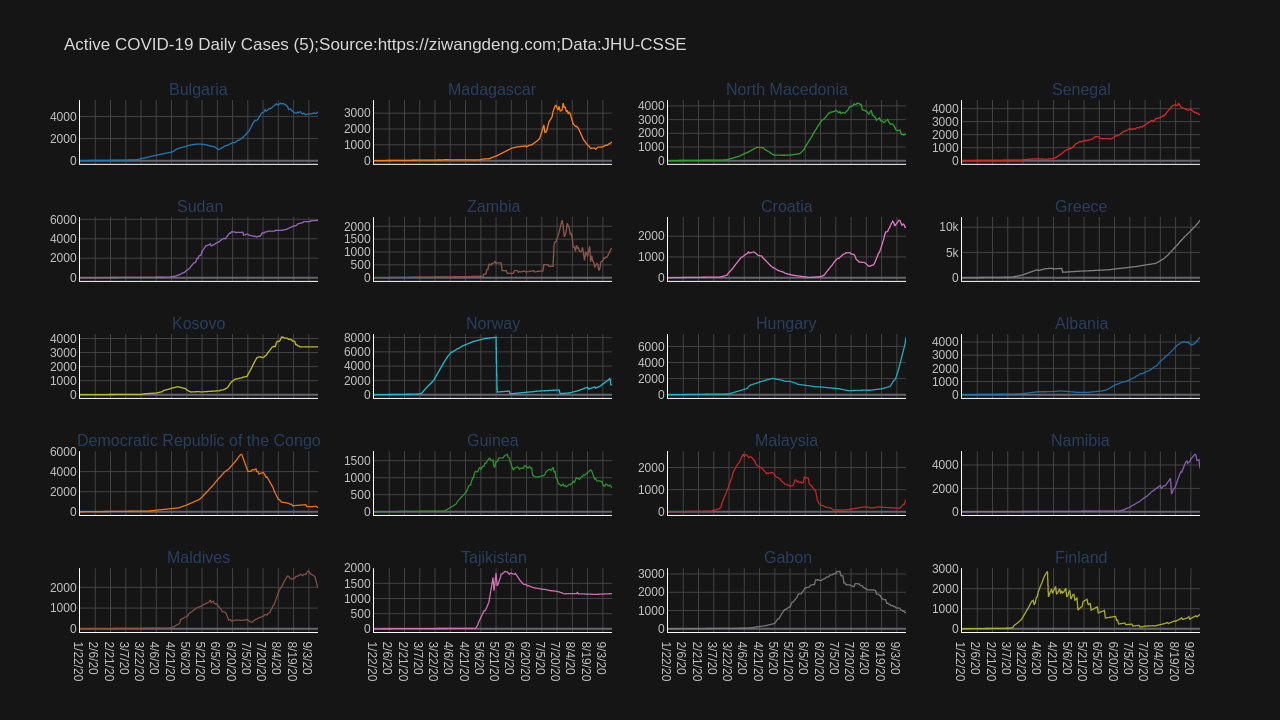 Active COVID-19 Daily Cases (5);Source:https://ziwangdeng.com;Data:JHU-CSSE
Bulgaria
4000
2000
0
Madagascar
3000
2000
1000
0
North Macedonia
4000
3000
2000
1000
0
Senegal
4000
3000
2000
1000
0
Sudan
6000
4000
2000
0
Zambia
2000
1500
1000
500
0
Croatia
2000
1000
0
Greece
10k
5k
0
Kosovo
4000
3000
2000
1000
0
Norway
8000
6000
4000
2000
0
Hungary
6000
4000
2000
0
Albania
4000
3000
2000
1000
0
Democratic Republic of the Congo
6000
4000
2000
0
Guinea
1500
1000
500
0
Malaysia
2000
1000
0
Namibia
4000
2000
0
Maldives
2000
1000
0
Tajikistan
2000
1500
1000
500
0
Gabon
3000
2000
1000
0
Finland
3000
2000
1000
0
1/22/20 2/6/20 2/21/20 3/7/20 3/22/20 4/6/20 4/21/20 5/6/20 5/21/20 6/5/20 6/20/20 7/5/20 7/20/20 8/4/20 8/19/20 9/3/20
1/22/20 2/6/20 2/21/20 3/7/20 3/22/20 4/6/20 4/21/20 5/6/20 5/21/20 6/5/20 6/20/20 7/5/20 7/20/20 8/4/20 8/19/20 9/3/20
1/22/20 2/6/20 2/21/20 3/7/20 3/22/20 4/6/20 4/21/20 5/6/20 5/21/20 6/5/20 6/20/20 7/5/20 7/20/20 8/4/20 8/19/20 9/3/20
1/22/20 2/6/20 2/21/20 3/7/20 3/22/20 4/6/20 4/21/20 5/6/20 5/21/20 6/5/20 6/20/20 7/5/20 7/20/20 8/4/20 8/19/20 9/3/20